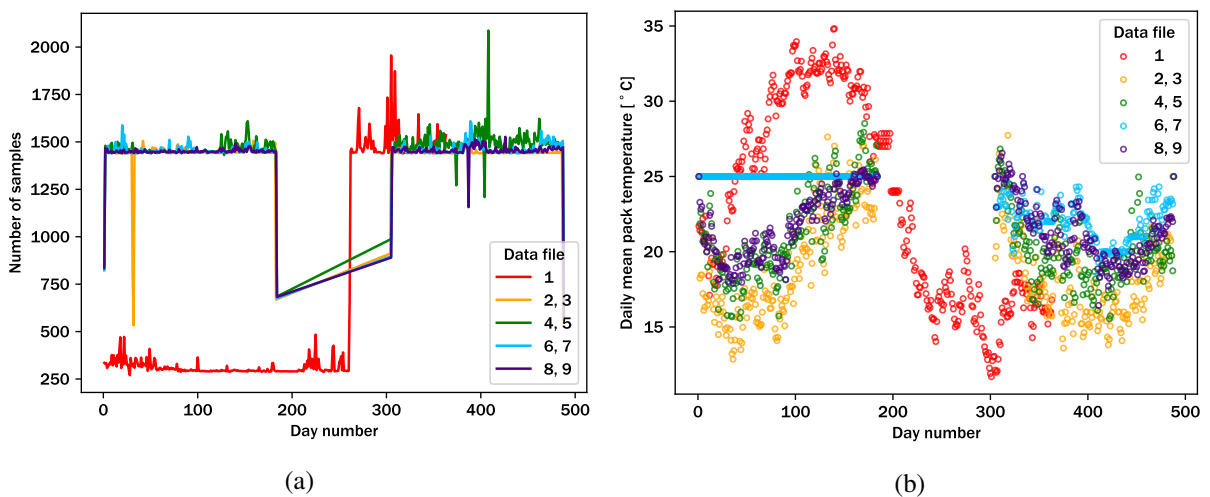 2000
1750
1500
1250
1000
750
500
250
Number of samples
Data file
1
2, 3
4, 5
6, 7
8, 9
0 100 200 300 400 500
Day number
(a)
35
30
25
20
15
Daily mean pack temperature [°C]
Data file
1
2, 3
4, 5
6, 7
8, 9
0 100 200 300 400 500
Day number
(b)